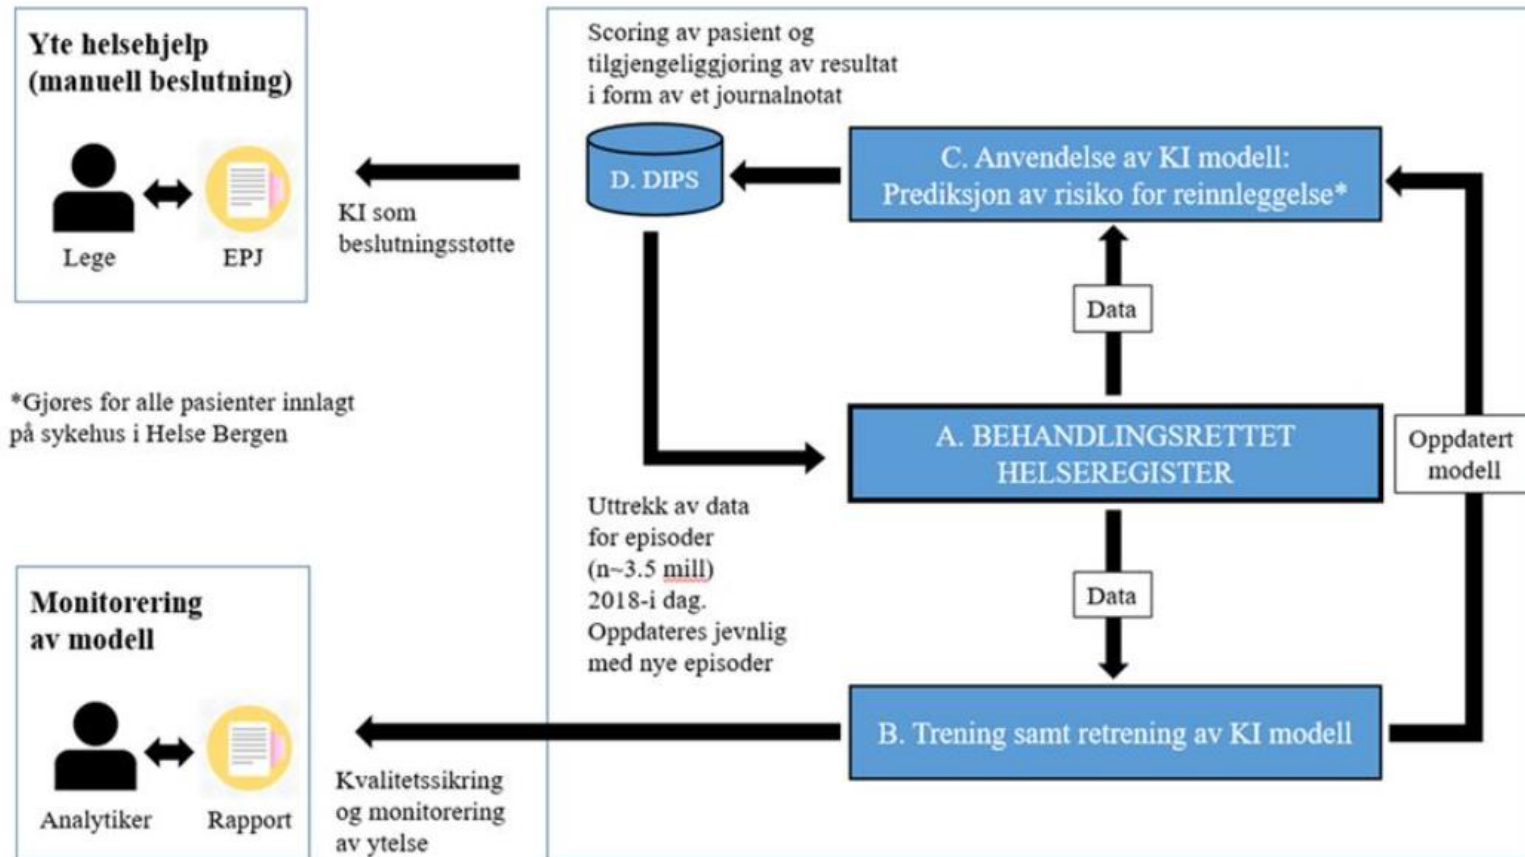 Yte helsehjelp
(manuell beslutning)
Lege
EPJ
KI som
beslutningsstøtte
Scoring av pasient og
tilgjengeliggjøring av resultat
i form av et journalnotat
D. DIPS
C. Anvendelse av KI modell:
Prediksjon av risiko for reinnleggelse*
Data
*Gjøres for alle pasienter innlagt
på sykehus i Helse Bergen
A. BEHANDLINGSRETTET
HELSEREGISTER
Oppdatert
modell
Uttrekk av data
for episoder
(n~3.5 mill)
2018-i dag.
Oppdateres jevnlig
med nye episoder
Data
Monitorering
av modell
Analytiker
Rapport
Kvalitetssikring
og monitorering
av ytelse
B. Trening samt retrening av KI modell